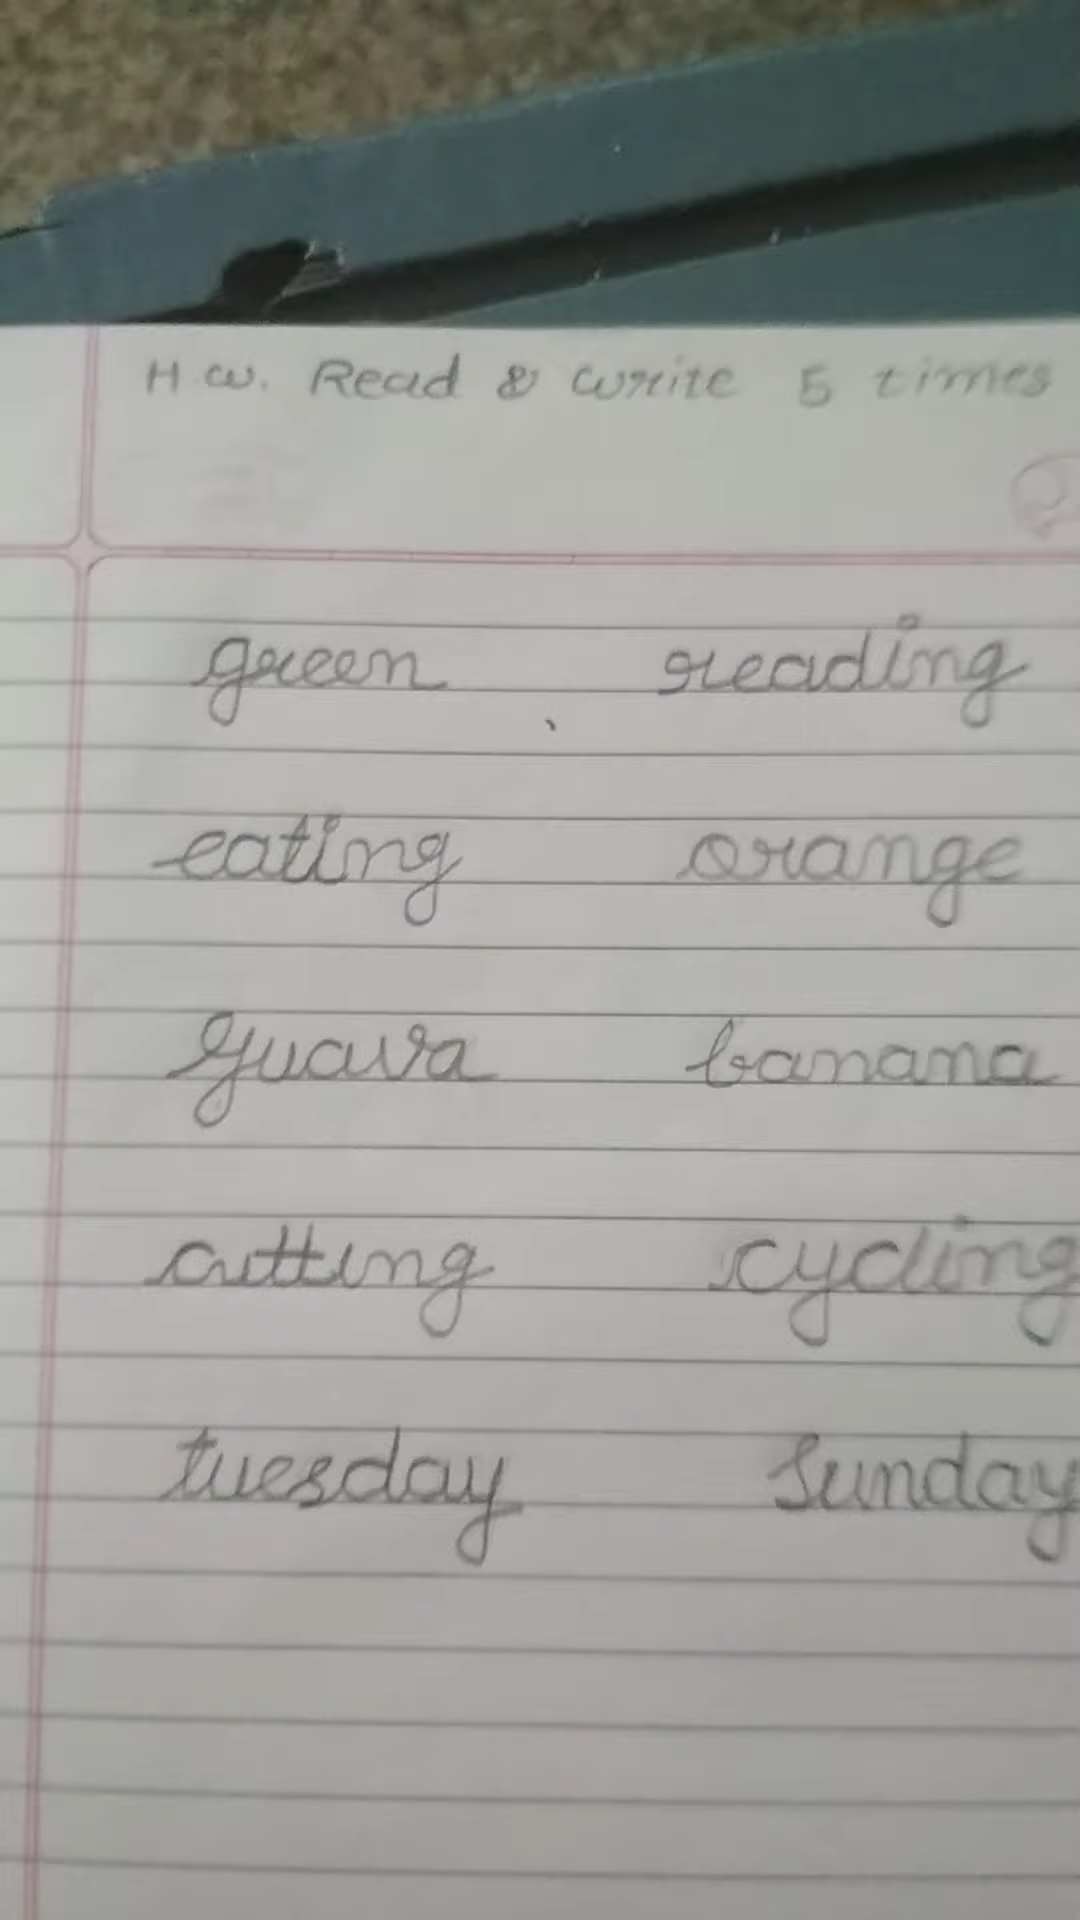 H.W. Read & write 5 times
green reading
eating orange
guava banana
cutting cycling
tuesday Sunday